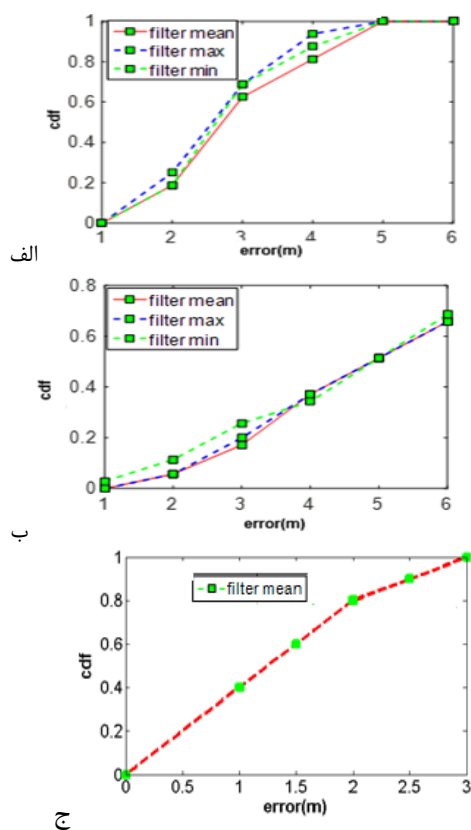 1
0.8
0.6
0.4
0.2
0
cdf
filter mean
filter max
filter min
1 2 3 4 5 6
error(m)
الف
0.8
0.6
0.4
0.2
0
cdf
filter mean
filter max
filter min
1 2 3 4 5 6
error(m)
ب
1
0.8
0.6
0.4
0.2
0
cdf
filter mean
0 0.5 1 1.5 2 2.5 3
error(m)
ج